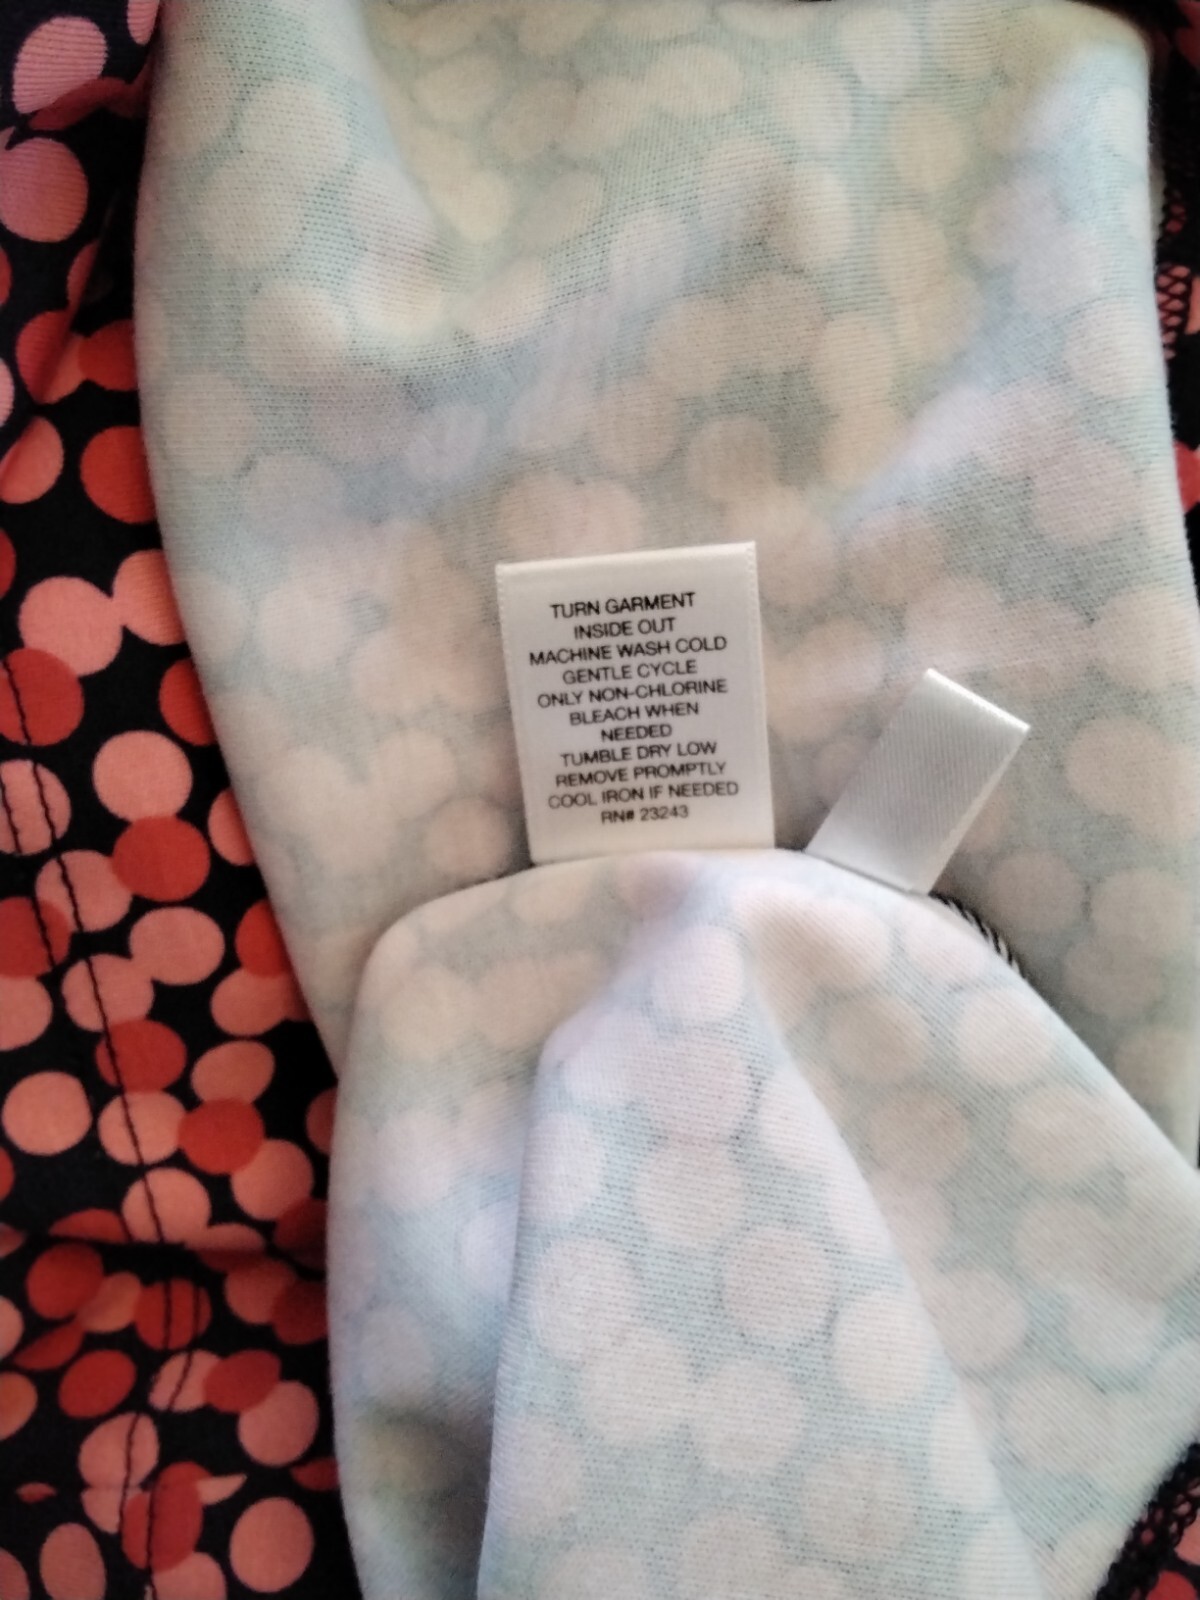 TURN GARMENT
INSIDE OUT
MACHINE WASH COLD
GENTLE CYCLE
ONLY NON-CHLORINE
BLEACH WHEN
NEEDED
TUMBLE DRY LOW
REMOVE PROMPTLY
COOL IRON IF NEEDED
RN# 23243